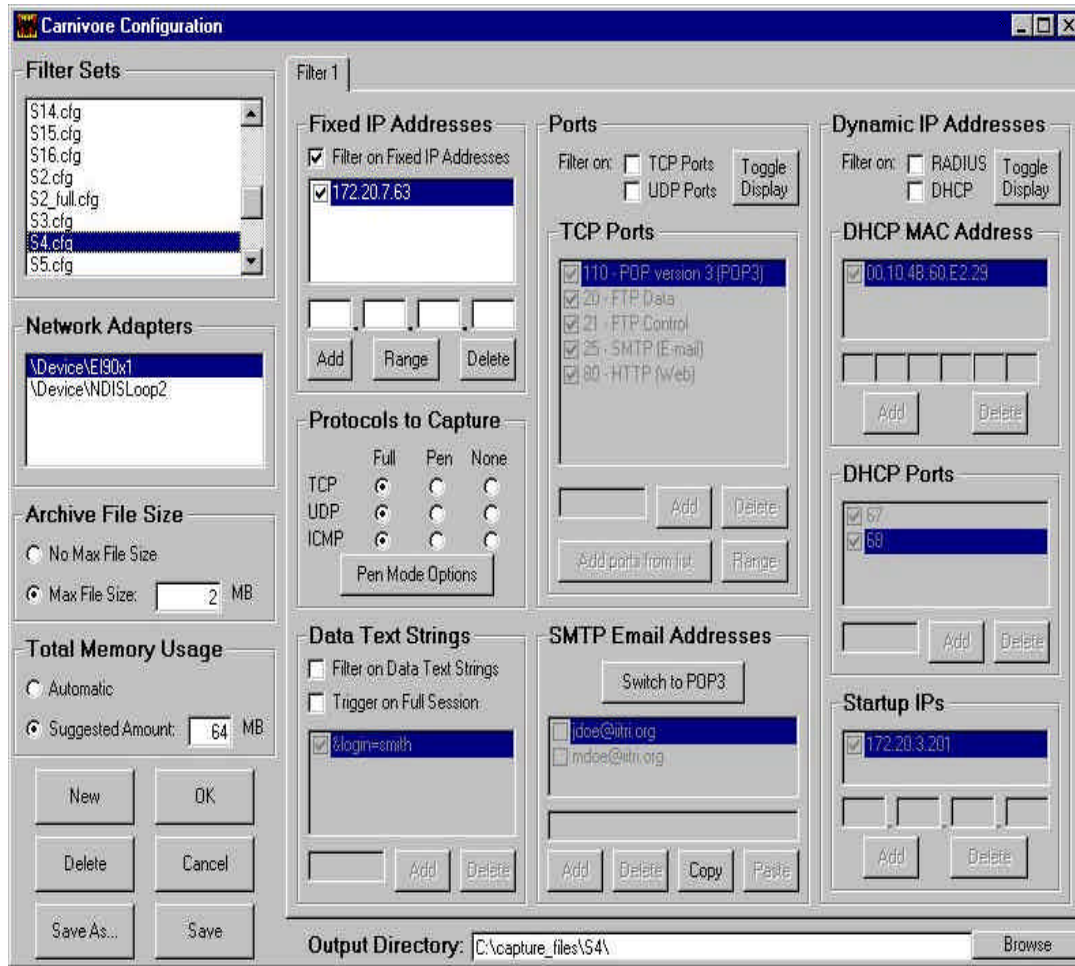 Carnivore Configuration
Filter Sets
S14.cfg
S15.cfg
S16.cfg
S2.cfg
S2_full.cfg
S3.cfg
S4.cfg
S5.cfg
Network Adapters
\Device\El90x1
\Device\NDISLoop2
Archive File Size
No Max File Size
Max File Size: 2 MB
Total Memory Usage
Automatic
Suggested Amount: 64 MB
New OK
Delete Cancel
Save As... Save
Filter 1
Fixed IP Addresses
Filter on Fixed IP Addresses
172.20.7.63
. . .
Add Range Delete
Protocols to Capture
Full Pen None
TCP
UDP
ICMP
Pen Mode Options
Data Text Strings
Filter on Data Text Strings
Trigger on Full Session
&login=smith
Add Delete
Ports
Filter on: TCP Ports
UDP Ports
Toggle Display
TCP Ports
110 - POP version 3 (POP3)
20 - FTP Data
21 - FTP Control
25 - SMTP (E-mail)
80 - HTTP (Web)
Add Delete
Add ports from list Range
SMTP Email Addresses
Switch to POP3
jdoe@iitri.org
mdoe@iitri.org
Add Delete Copy Paste
Dynamic IP Addresses
Filter on: RADIUS
DHCP
Toggle Display
DHCP MAC Address
00.10.4B.60.E2.29
Add Delete
DHCP Ports
67
68
Add Delete
Startup IPs
172.20.3.201
. . .
Add Delete
Output Directory: C:\capture_files\S4\ Browse